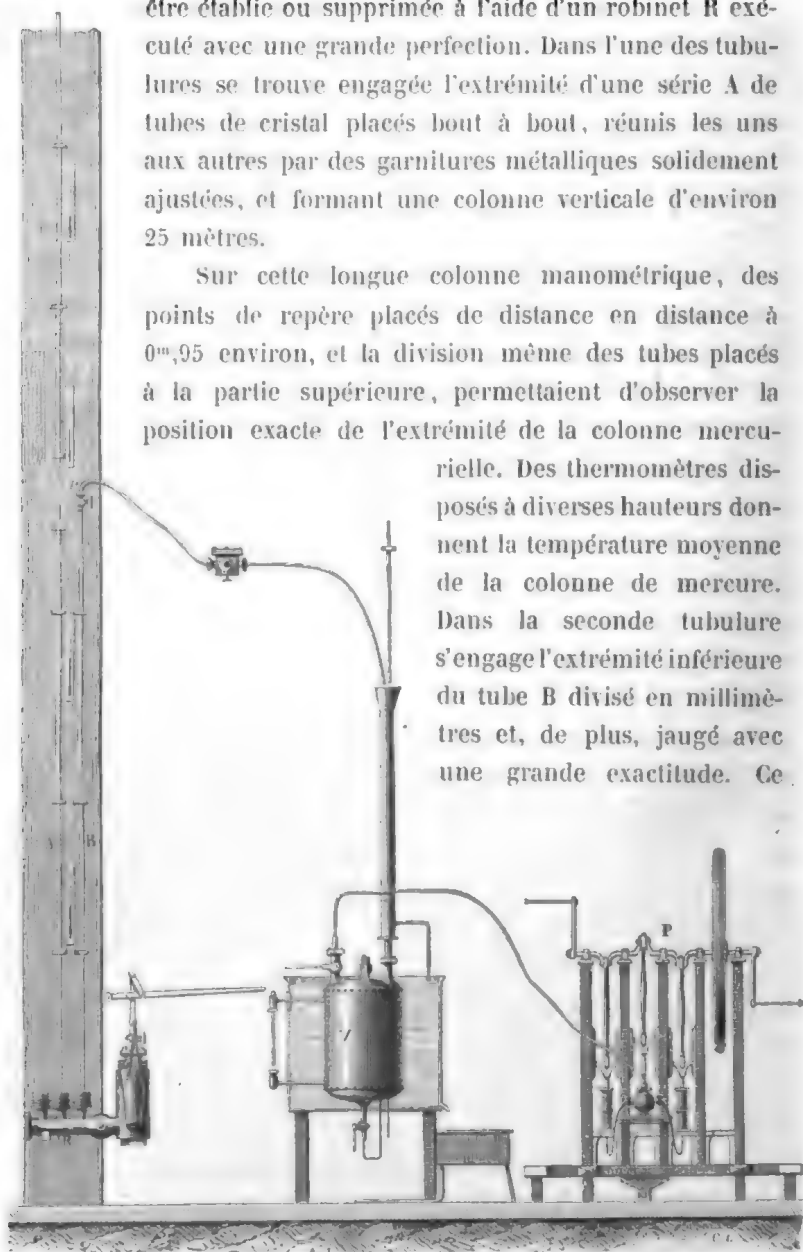 être établie ou supprimée à l'aide d'un robinet R exé-
cuté avec une grande perfection. Dans l'une des tubu-
lures se trouve engagée l'extrémité d'une série A de
tubes de cristal placés bout à bout, réunis les uns
aux autres par des garnitures métalliques solidement
ajustées, et formant une colonne verticale d'environ
25 mètres.
Sur cette longue colonne manométrique, des
points de repère placés de distance en distance à
0ᵐ,95 environ, et la division même des tubes placés
à la partie supérieure, permettaient d'observer la
position exacte de l'extrémité de la colonne mercu-
rielle. Des thermomètres dis-
posés à diverses hauteurs don-
nent la température moyenne
de la colonne de mercure.
Dans la seconde tubulure
s'engage l'extrémité inférieure
du tube B divisé en millimè-
tres et, de plus, jaugé avec
une grande exactitude. Ce
A B
P
V
R